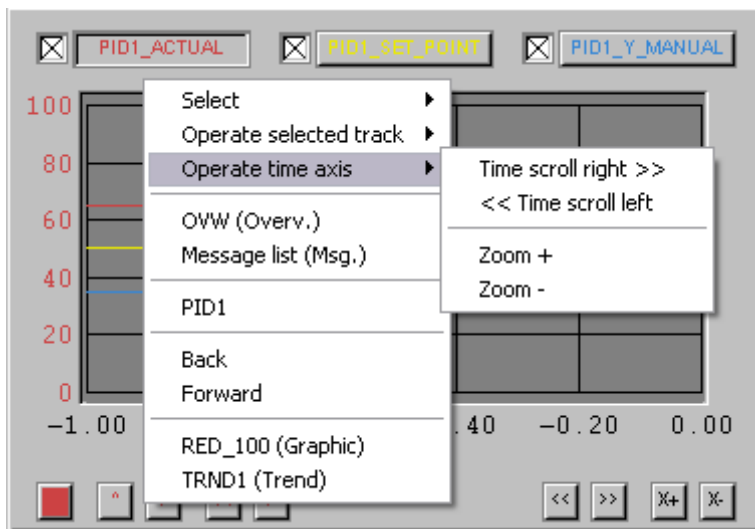 PID1_ACTUAL PID1_SET_POINT PID1_Y_MANUAL
100
80
60
40
20
0
Select
Operate selected track
Operate time axis
OVW (Overv.)
Message list (Msg.)
PID1
Back
Forward
RED_100 (Graphic)
TRND1 (Trend)
Time scroll right >>
<< Time scroll left
Zoom +
Zoom -
-1.00 .40 -0.20 0.00
^ << >> X+ X-